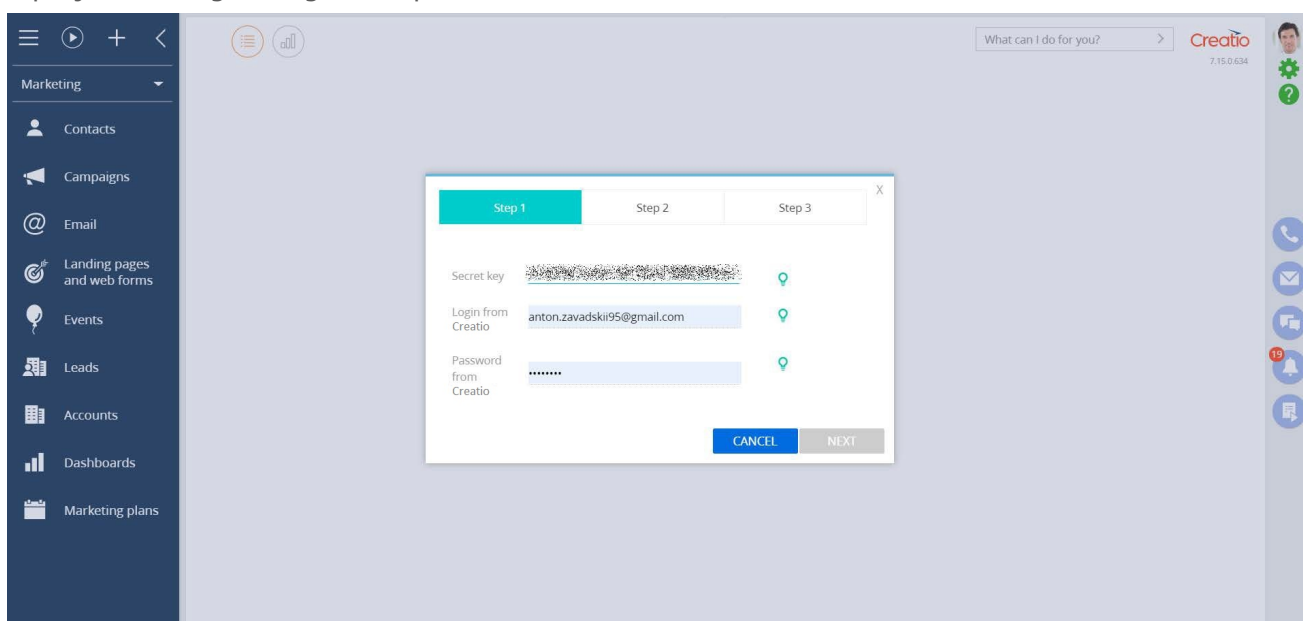 What can I do for you?
Creatio
7.15.0.634
Marketing
Contacts
Campaigns
Email
Landing pages
and web forms
Events
Leads
Accounts
Dashboards
Marketing plans
X
Step 1 Step 2 Step 3
Secret key
Login from
Creatio
anton.zavadskii95@gmail.com
Password
from
Creatio
••••••••
CANCEL NEXT
?
19